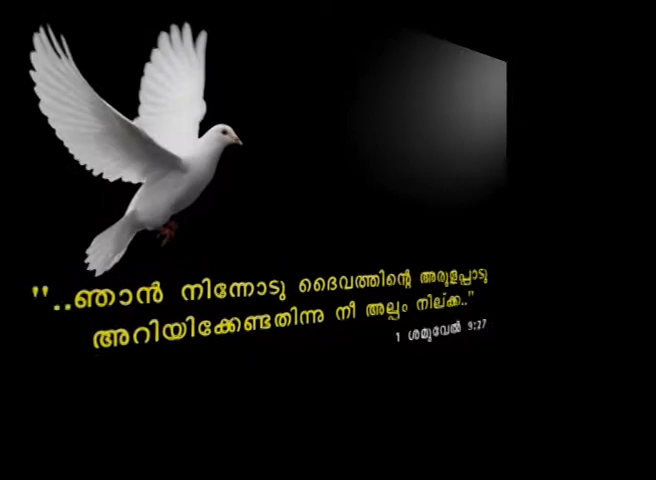 "..ഞാൻ നിന്നോടു ദൈവത്തിന്റെ അരുളപ്പാടു
അറിയിക്കേണ്ടതിന്നു നീ അല്പം നില്ക്ക.."
1 ശമൂവേൽ 9:27